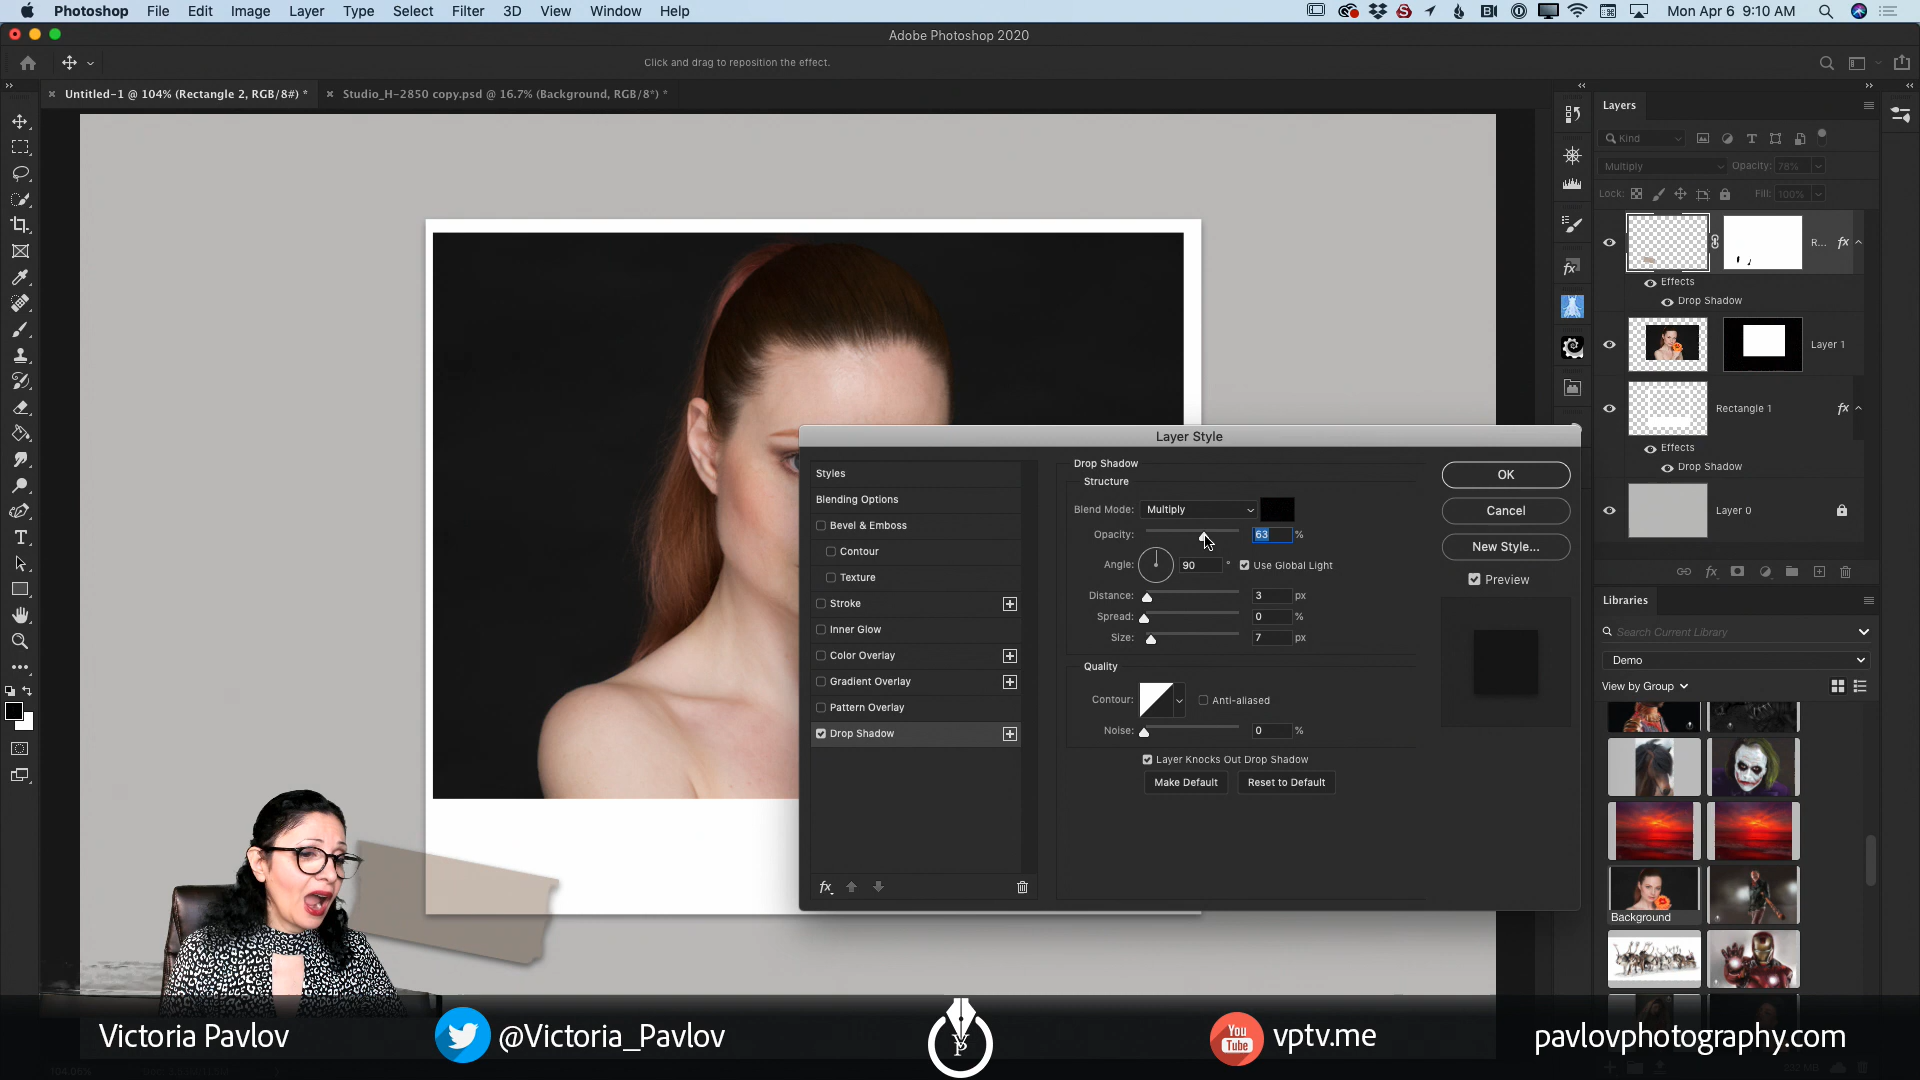 Photoshop File Edit Image Layer Type Select Filter 3D View Window Help
Mon Apr 6 9:10 AM
Adobe Photoshop 2020
Click and drag to reposition the effect.
Untitled-1 @ 104% (Rectangle 2, RGB/8#) *
Studio_H-2850 copy.psd @ 16.7% (Background, RGB/8*) *
Layers
Kind
Multiply Opacity: 78%
Lock: Fill: 100%
R... fx
Effects
Drop Shadow
Layer 1
Rectangle 1 fx
Effects
Drop Shadow
Layer 0
Layer Style
Styles
Blending Options
Bevel & Emboss
Contour
Texture
Stroke
Inner Glow
Color Overlay
Gradient Overlay
Pattern Overlay
Drop Shadow
fx
Drop Shadow
Structure
Blend Mode: Multiply
Opacity: 63 %
Angle: 90 ° Use Global Light
Distance: 3 px
Spread: 0 %
Size: 7 px
Quality
Contour: Anti-aliased
Noise: 0 %
Layer Knocks Out Drop Shadow
Make Default Reset to Default
OK
Cancel
New Style...
Preview
Libraries
Search Current Library
Demo
View by Group
Background
Victoria Pavlov
@Victoria_Pavlov
You Tube
vptv.me
pavlovphotography.com